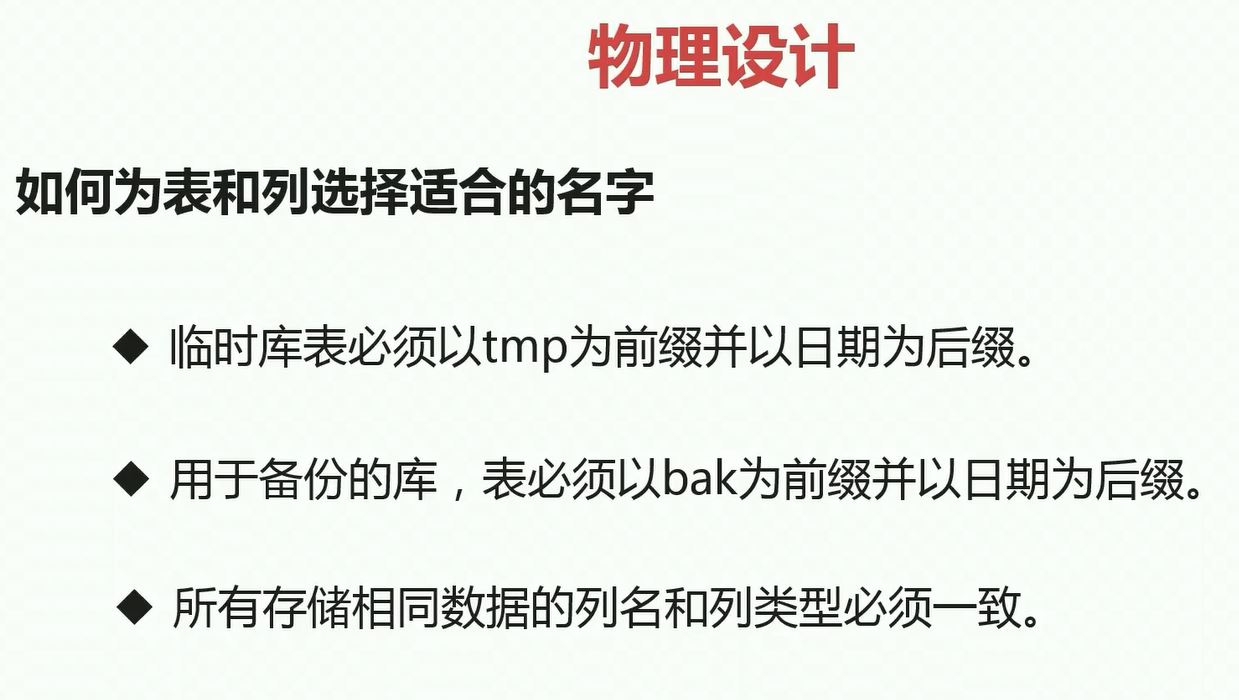 物理设计
如何为表和列选择适合的名字
◆ 临时库表必须以tmp为前缀并以日期为后缀。
◆ 用于备份的库，表必须以bak为前缀并以日期为后缀。
◆ 所有存储相同数据的列名和列类型必须一致。